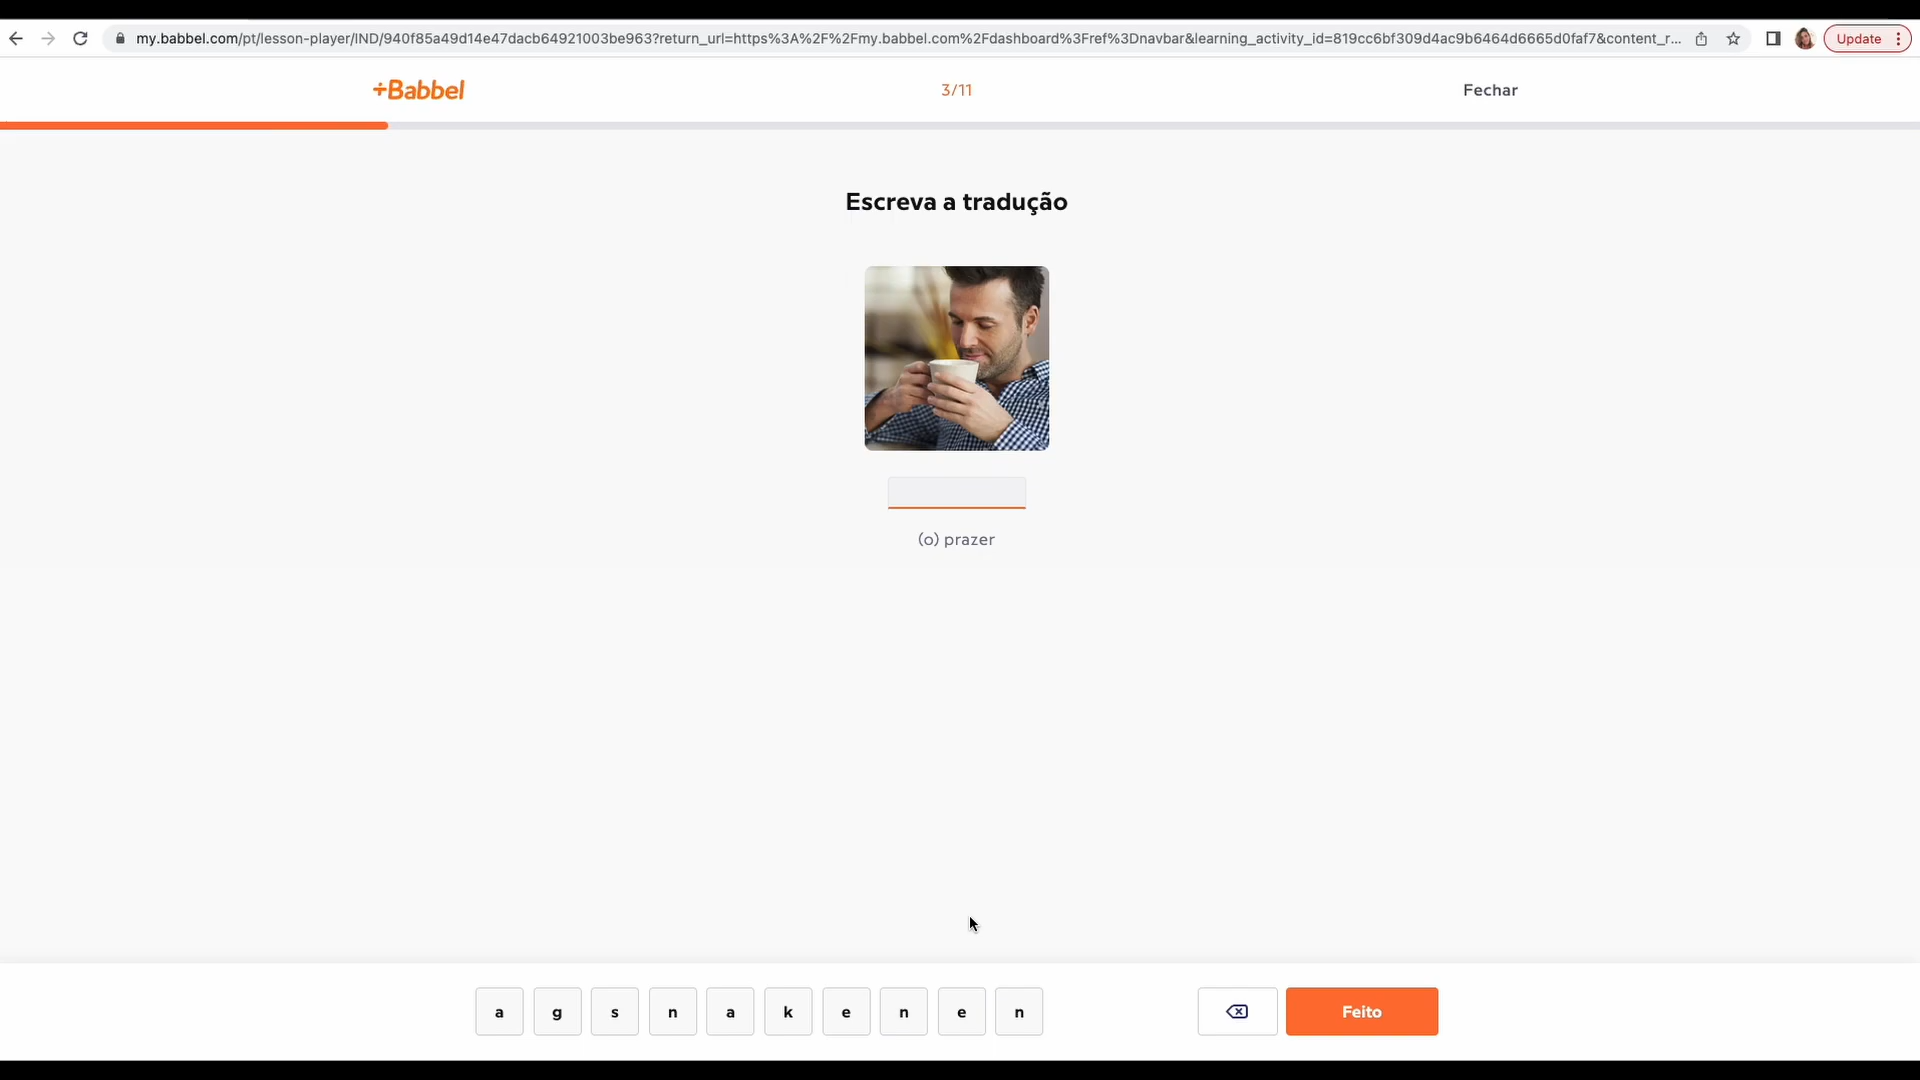 my.babbel.com/pt/lesson-player/IND/940f85a49d14e47dacb64921003be963?return_url=https%3A%2F%2Fmy.babbel.com%2Fdashboard%3Fref%3Dnavbar&learning_activity_id=819cc6bf309d4ac9b6464d6665d0faf7&content_r...
Update
+Babbel
3/11
Fechar
Escreva a tradução
(o) prazer
a g s n a k e n e n
Feito